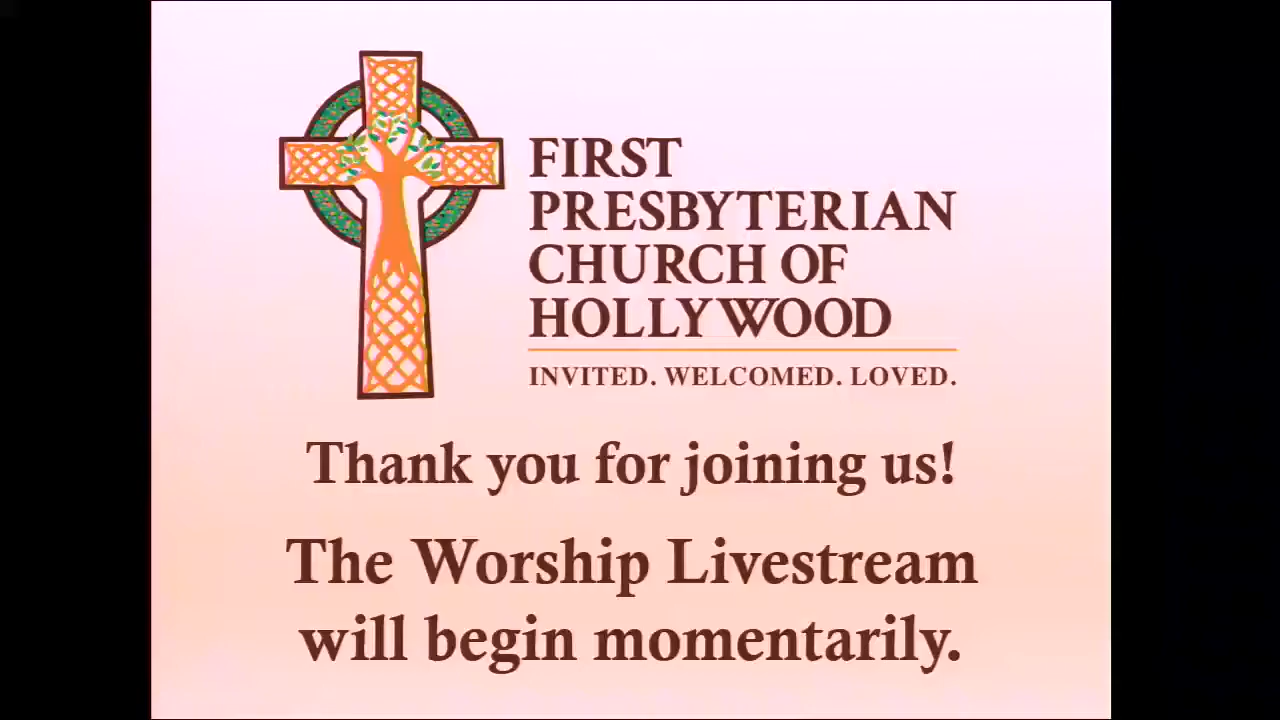 FIRST
PRESBYTERIAN
CHURCH OF
HOLLYWOOD
INVITED. WELCOMED. LOVED.
Thank you for joining us!
The Worship Livestream
will begin momentarily.